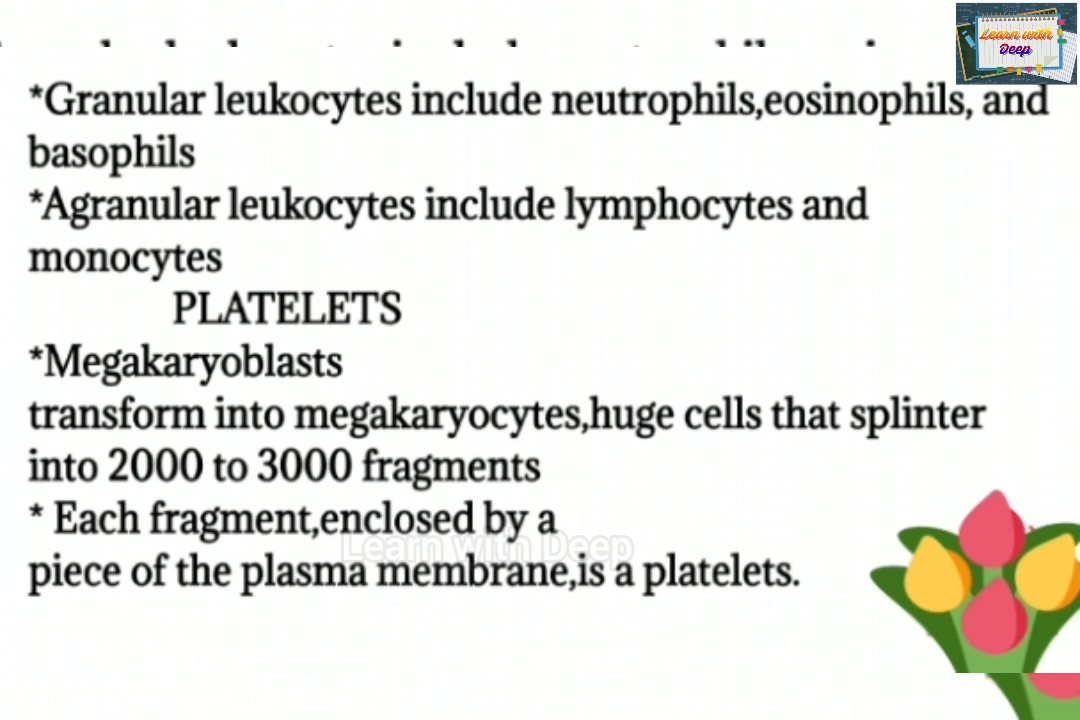 Learn with
Deep
*Granular leukocytes include neutrophils,eosinophils, and
basophils
*Agranular leukocytes include lymphocytes and
monocytes
PLATELETS
*Megakaryoblasts
transform into megakaryocytes,huge cells that splinter
into 2000 to 3000 fragments
* Each fragment,enclosed by a
Learn with Deep
piece of the plasma membrane,is a platelets.